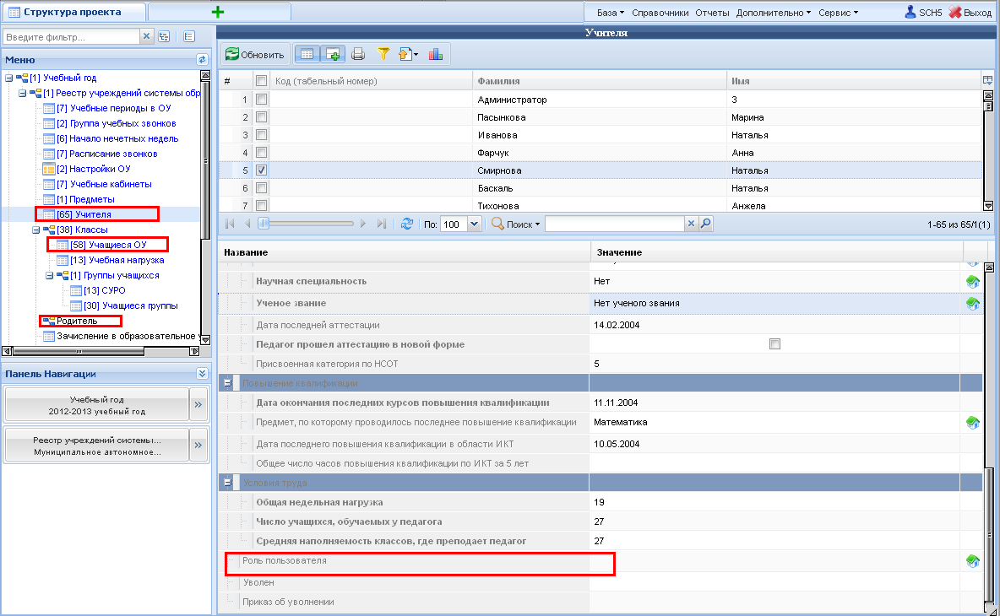 Структура проекта
База Справочники Отчеты Дополнительно Сервис SCH5 Выход
Введите фильтр...
Меню
[1] Учебный год
[1] Реестр учреждений системы обр
[7] Учебные периоды в ОУ
[2] Группа учебных звонков
[6] Начало нечетных недель
[7] Расписание звонков
[2] Настройки ОУ
[7] Учебные кабинеты
[1] Предметы
[65] Учителя
[38] Классы
[58] Учащиеся ОУ
[13] Учебная нагрузка
[1] Группы учащихся
[13] СУРО
[30] Учащиеся группы
Родитель
Зачисление в образовательное у
Панель Навигации
Учебный год
2012-2013 учебный год
Реестр учреждений системы...
Муниципальное автономное...
Учителя
Обновить
# Код (табельный номер) Фамилия Имя
1 Администратор 3
2 Пасынкова Марина
3 Иванова Наталья
4 Фарчук Анна
5 Смирнова Наталья
6 Баскаль Наталья
7 Тихонова Анжела
По: 100 Поиск 1-65 из 65/1(1)
Название Значение
Научная специальность Нет
Ученое звание Нет ученого звания
Дата последней аттестации 14.02.2004
Педагог прошел аттестацию в новой форме
Присвоенная категория по НСОТ 5
Повышение квалификации
Дата окончания последних курсов повышения квалификации 11.11.2004
Предмет, по которому проводилось последнее повышение квалификации Математика
Дата последнего повышения квалификации в области ИКТ 10.05.2004
Общее число часов повышения квалификации по ИКТ за 5 лет
Условия труда
Общая недельная нагрузка 19
Число учащихся, обучаемых у педагога 27
Средняя наполняемость классов, где преподает педагог 27
Роль пользователя
Уволен
Приказ об увольнении